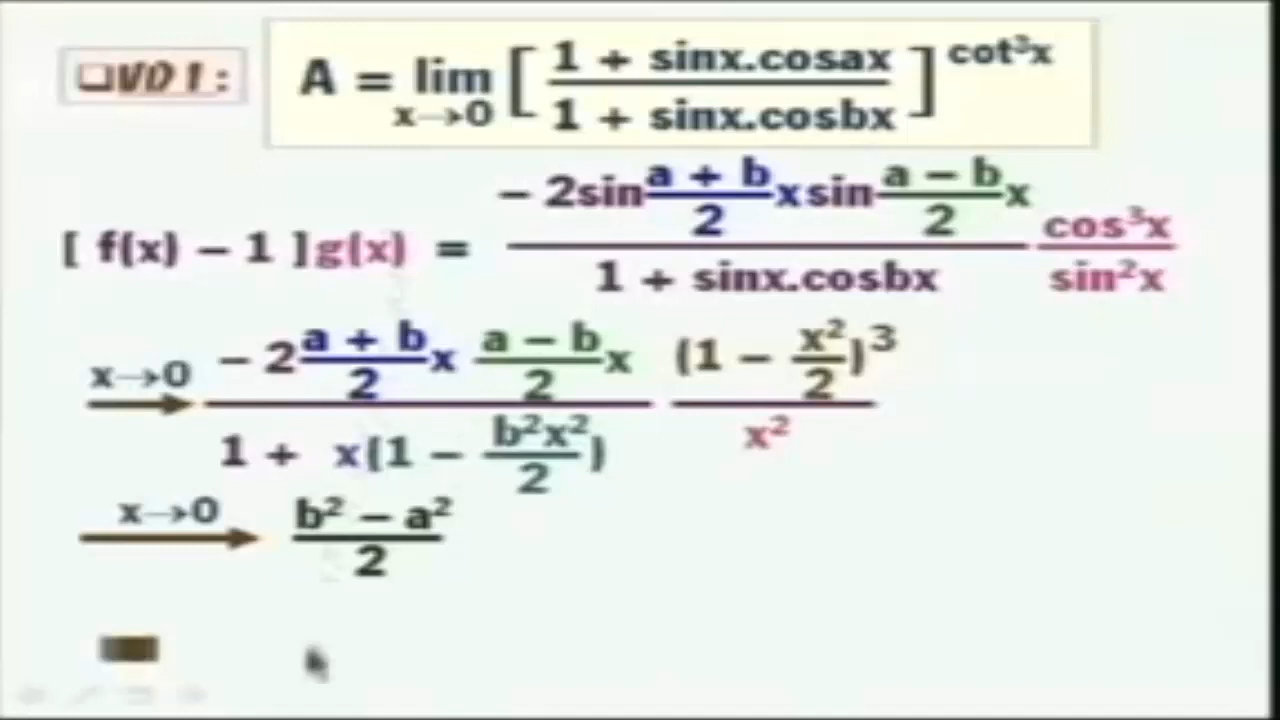 ❑VD 1 : A = lim x→0 [ (1 + sinx.cosax) / (1 + sinx.cosbx) ]^cot³x
[ f(x) − 1 ]g(x) = (− 2sin (a + b)/2 x sin (a − b)/2 x) / (1 + sinx.cosbx) cos³x / sin²x
x→0 (− 2 (a + b)/2 x (a − b)/2 x) / (1 + x(1 − b²x²/2)) (1 − x²/2)³ / x²
x→0 (b² − a²) / 2